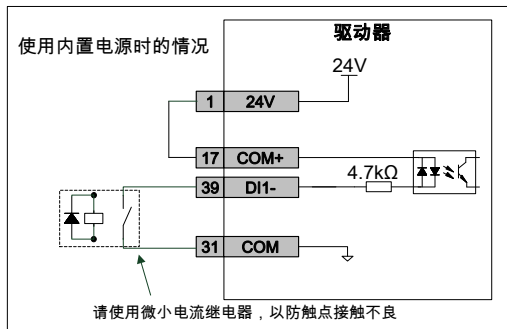 使用内置电源时的情况
驱动器
24V
1 24V
17 COM+
39 DI1-
4.7kΩ
31 COM
请使用微小电流继电器，以防触点接触不良